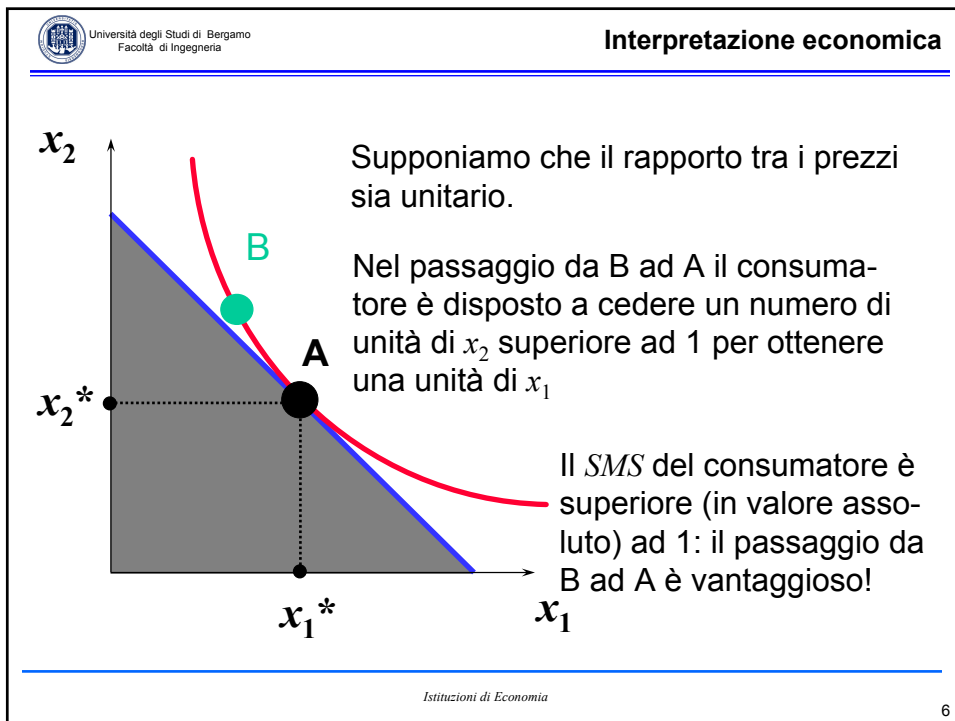 Università degli Studi di Bergamo
Facoltà di Ingegneria
Interpretazione economica
x₂
Supponiamo che il rapporto tra i prezzi
sia unitario.
B
Nel passaggio da B ad A il consuma-
tore è disposto a cedere un numero di
unità di x₂ superiore ad 1 per ottenere
una unità di x₁
A
x₂*
Il SMS del consumatore è
superiore (in valore asso-
luto) ad 1: il passaggio da
B ad A è vantaggioso!
x₁*
x₁
Istituzioni di Economia
6